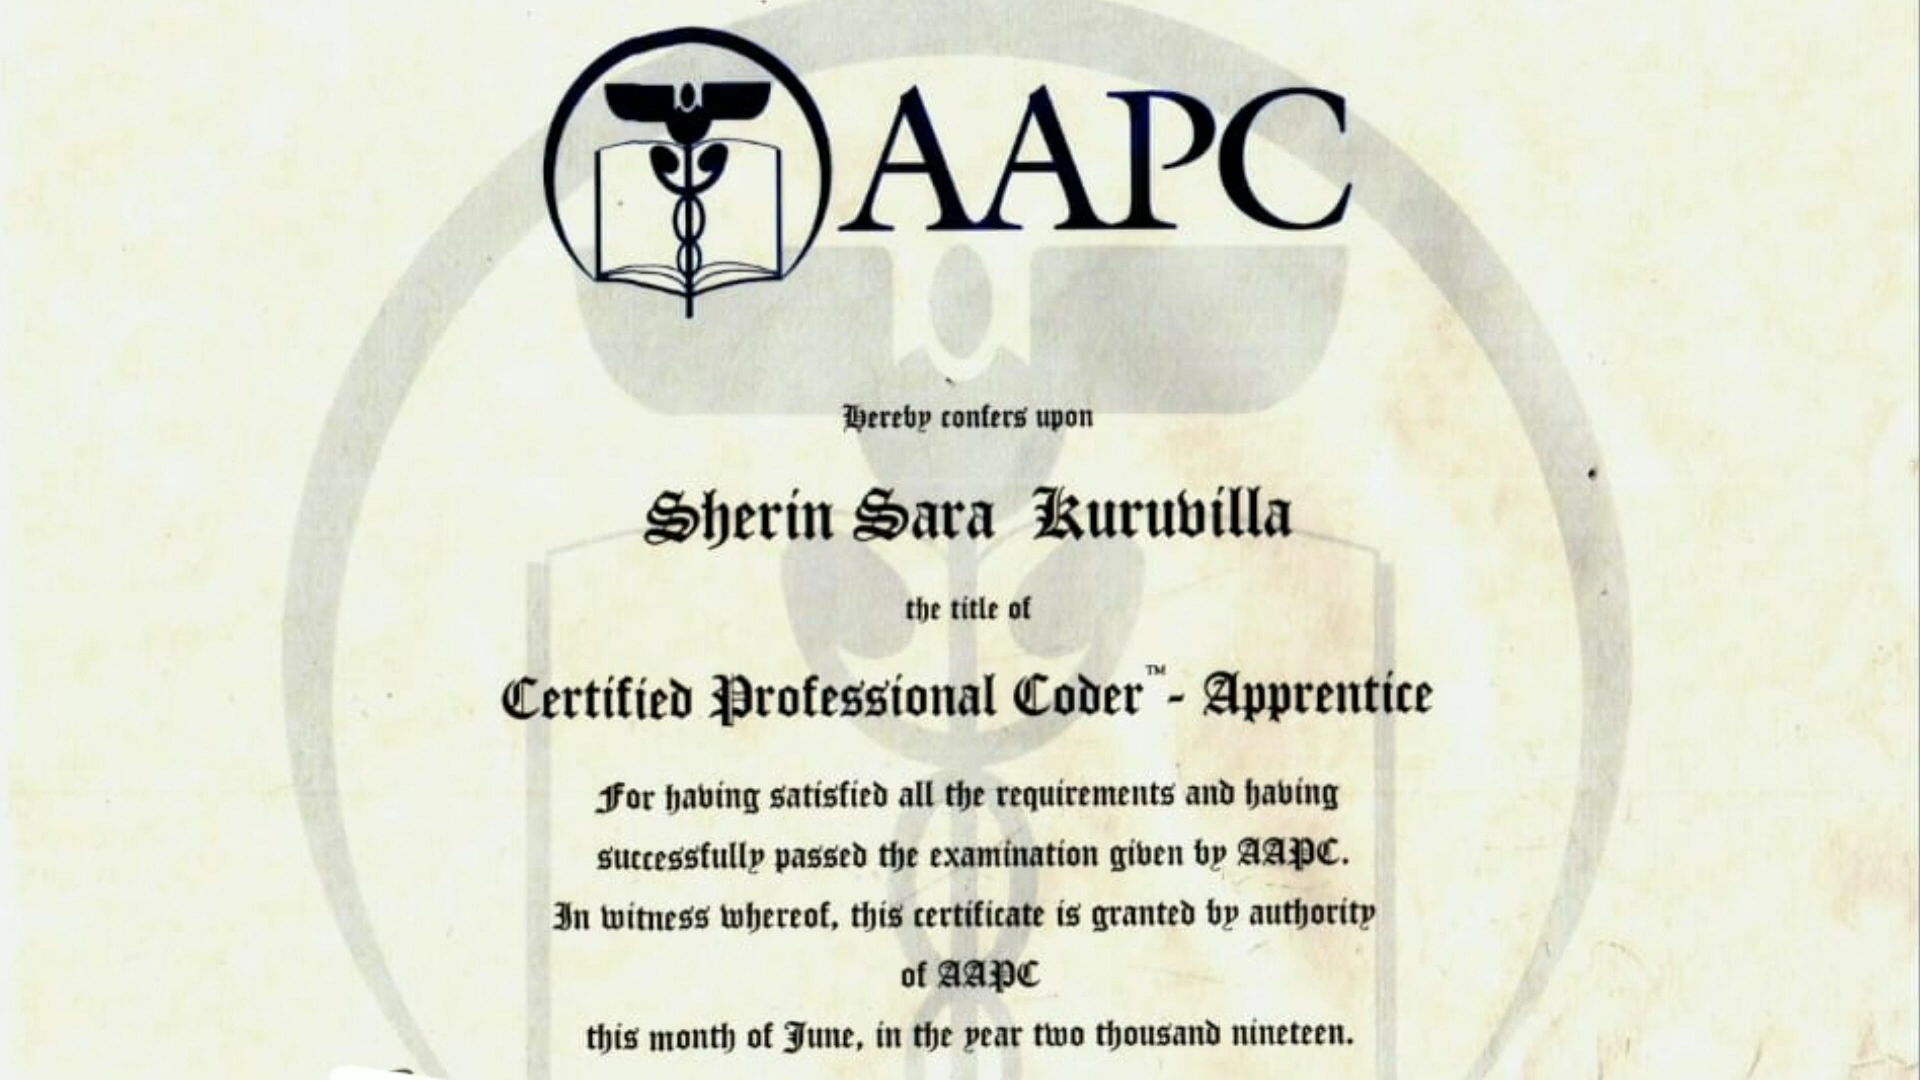 AAPC
Hereby confers upon
Sherin Sara Kuruvilla
the title of
Certified Professional Coder™- Apprentice
For having satisfied all the requirements and having
successfully passed the examination given by AAPC.
In witness whereof, this certificate is granted by authority
of AAPC
this month of June, in the year two thousand nineteen.